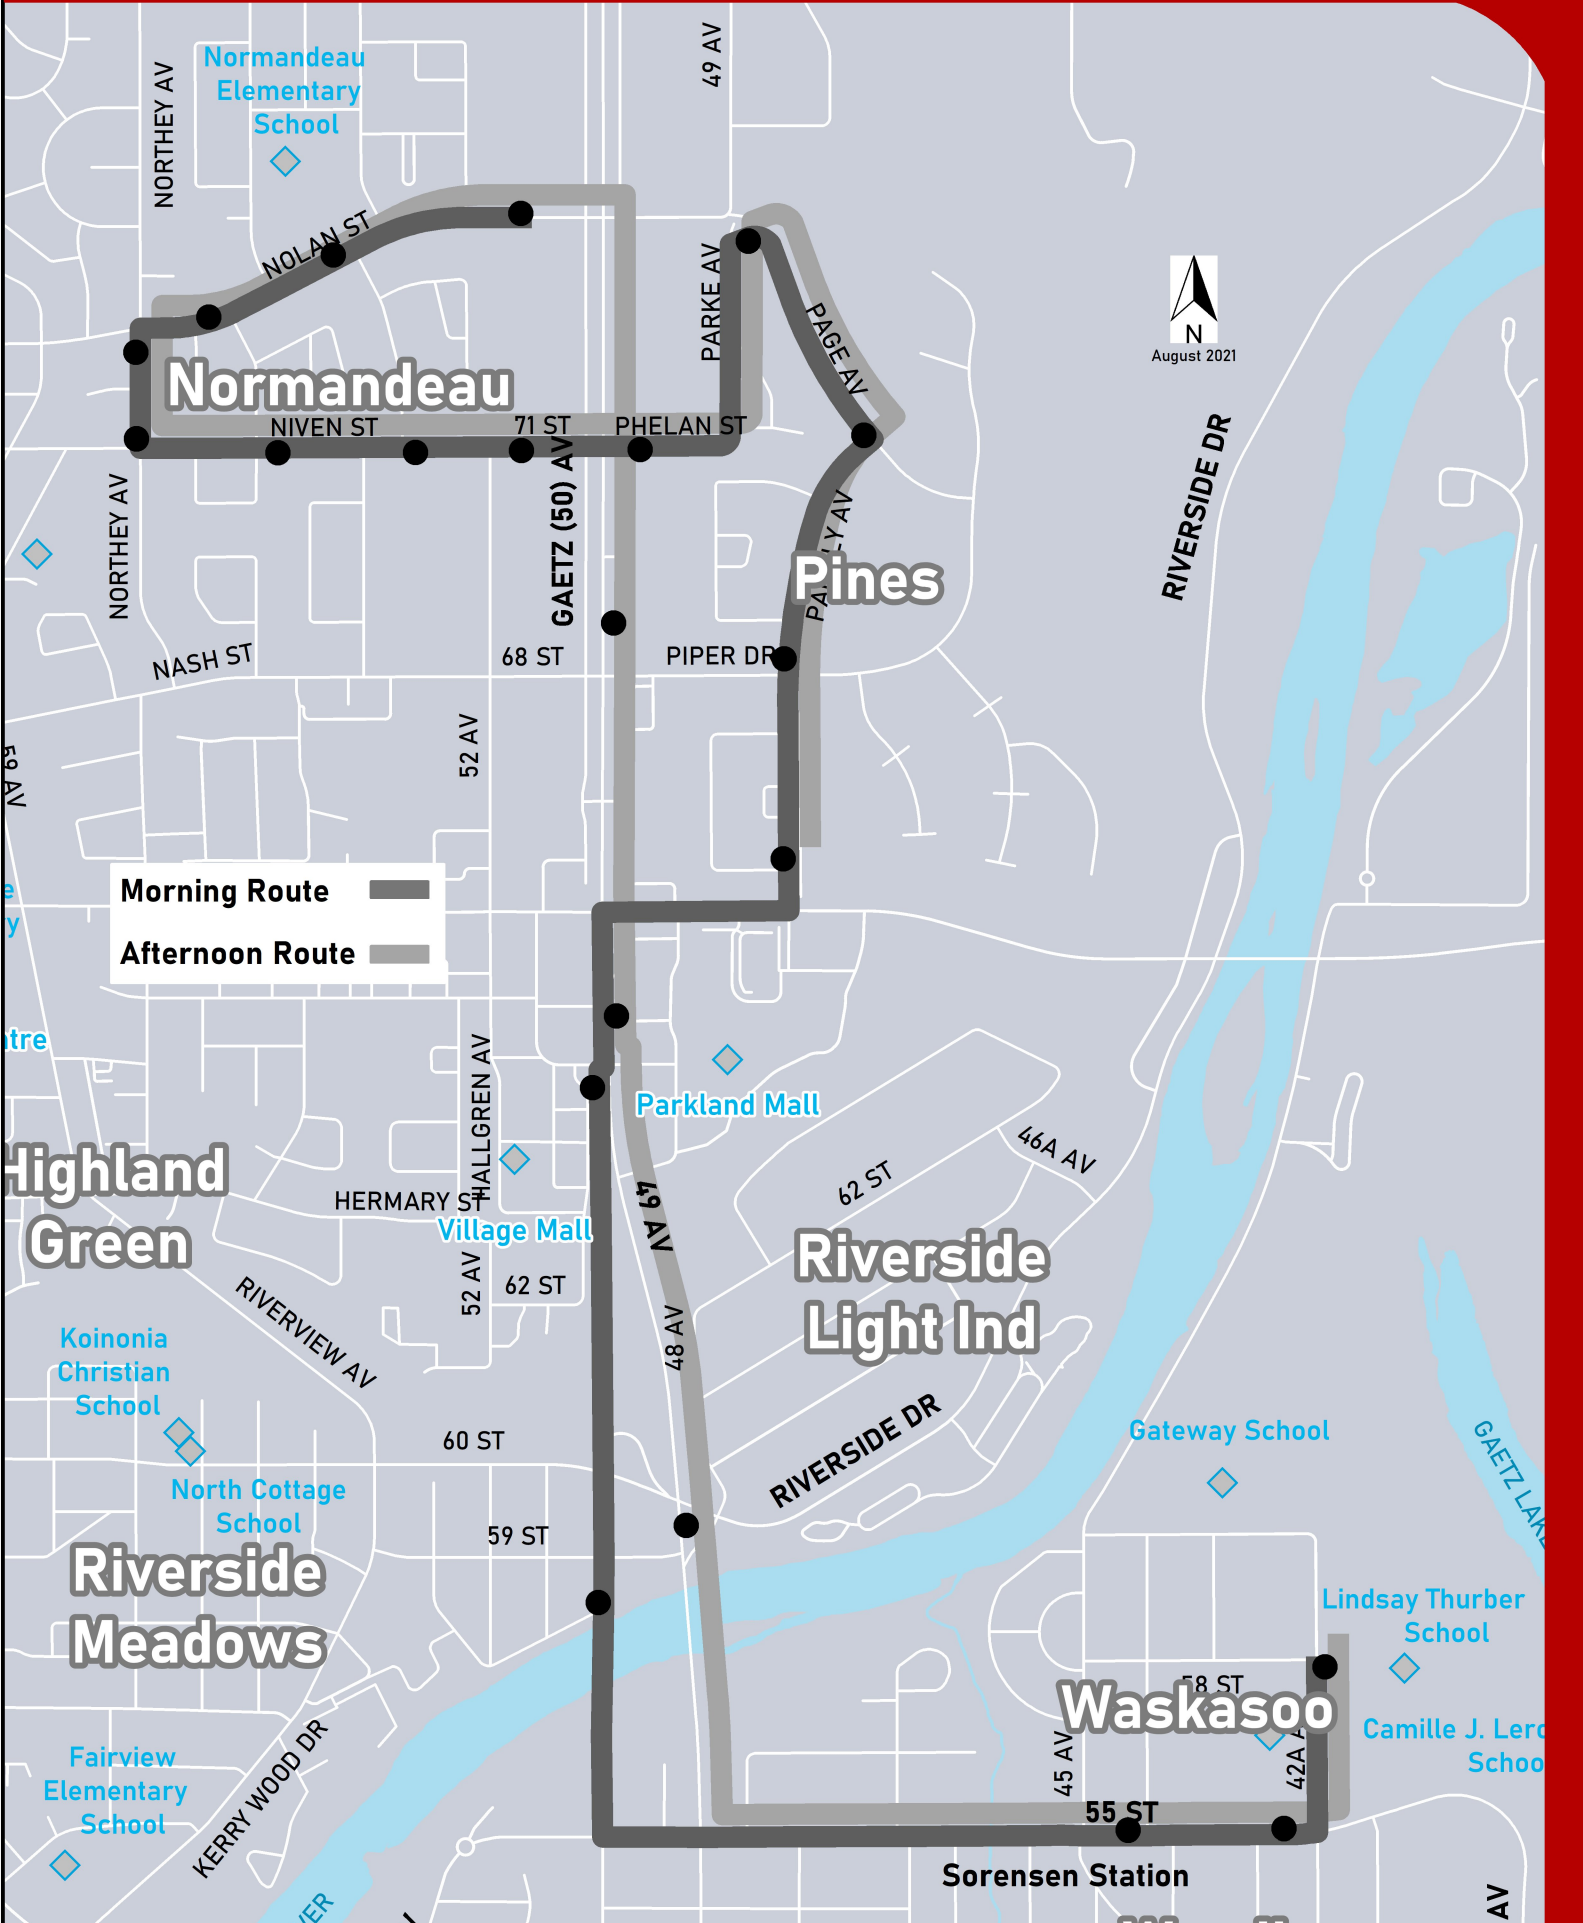 Normandeau
Elementary
School
NORTHEY AV
49 AV
NOLAN ST
PARKE AV
PAGE AV
N
August 2021
Normandeau
NIVEN ST
71 ST
PHELAN ST
GAETZ (50) AV
NORTHEY AV
RIVERSIDE DR
Pines
NASH ST
68 ST
PIPER DR
52 AV
59 AV
Morning Route
Afternoon Route
HALLGREN AV
Parkland Mall
46A AV
62 ST
Highland
Green
HERMARY ST
Village Mall
49 AV
52 AV
62 ST
Riverside
Light Ind
RIVERVIEW AV
48 AV
Koinonia
Christian
School
RIVERSIDE DR
60 ST
North Cottage
School
59 ST
Gateway School
GAETZ
Riverside
Meadows
Lindsay Thurber
School
58 ST
Waskasoo
45 AV
42A
Camille J.
Fairview
Elementary
School
KERRY WOOD DR
55 ST
Sorensen Station
AV